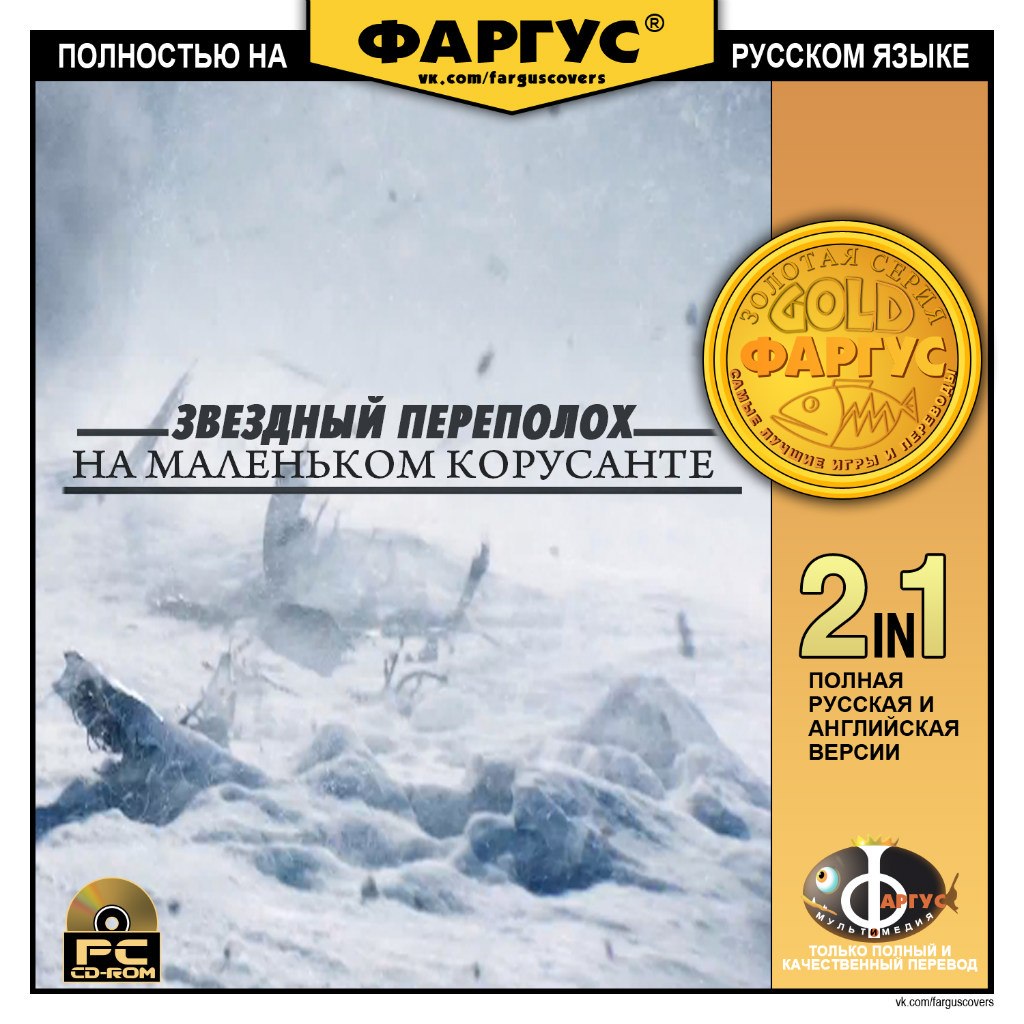 ПОЛНОСТЬЮ НА
ФАРГУС®
vk.com/farguscovers
РУССКОМ ЯЗЫКЕ
ЗОЛОТАЯ СЕРИЯ
GOLD
ФАРГУС
САМЫЕ ЛУЧШИЕ ИГРЫ И ПЕРЕВОДЫ
ЗВЕЗДНЫЙ ПЕРЕПОЛОХ
НА МАЛЕНЬКОМ КОРУСАНТЕ
2IN1
ПОЛНАЯ
РУССКАЯ И
АНГЛИЙСКАЯ
ВЕРСИИ
ФАРГУС
МУЛЬТИМЕДИЯ
ТОЛЬКО ПОЛНЫЙ И
КАЧЕСТВЕННЫЙ ПЕРЕВОД
PC
CD-ROM
vk.com/farguscovers